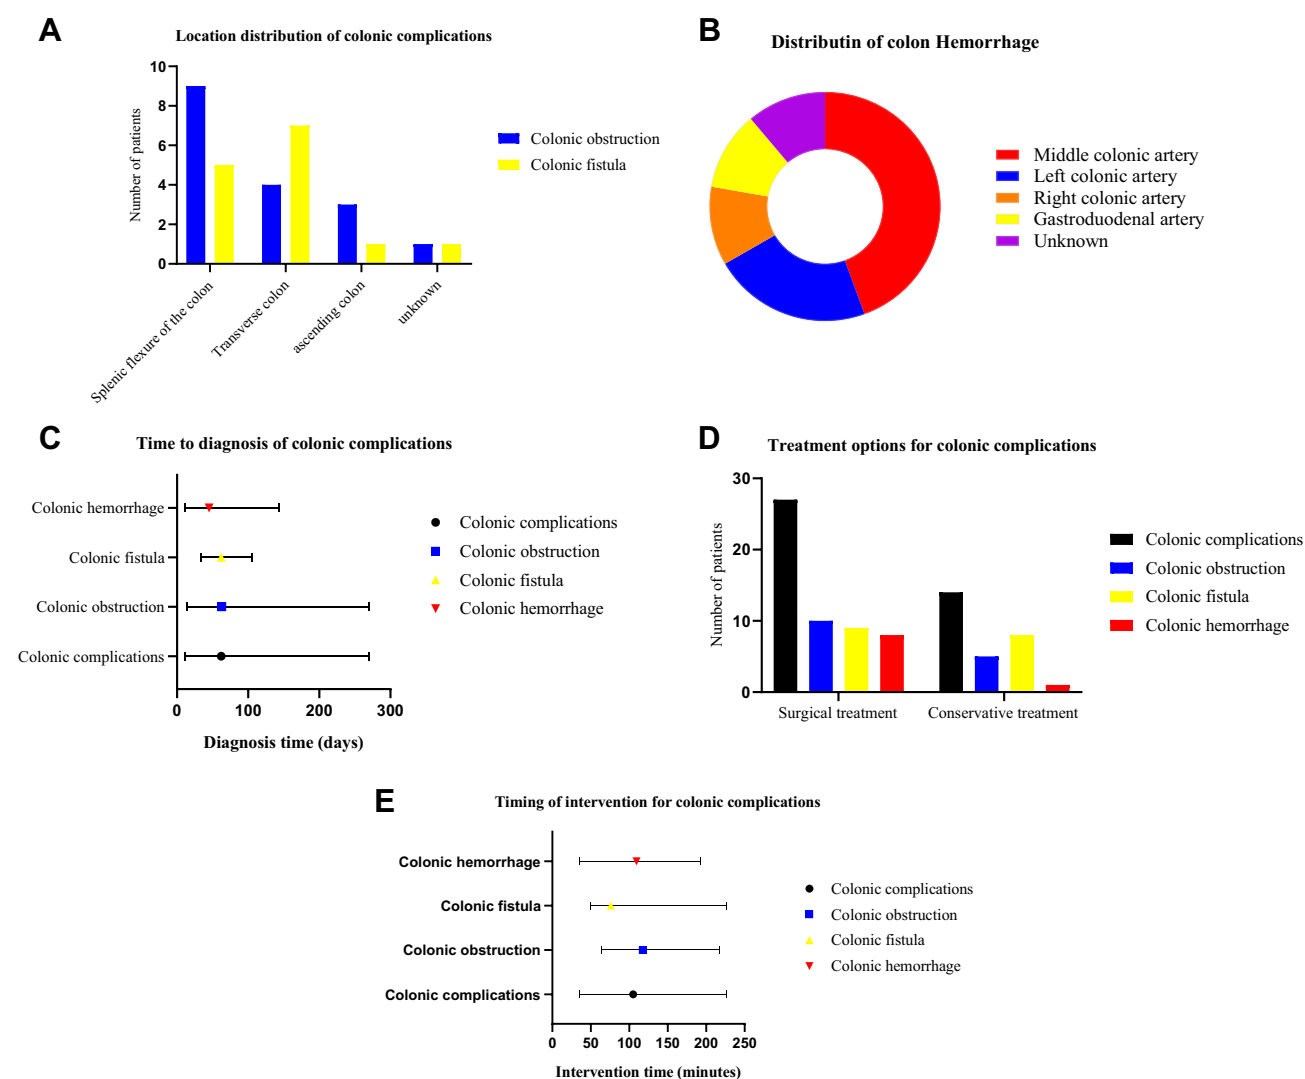 A
Location distribution of colonic complications
Number of patients
10
8
6
4
2
0
Splenic flexure of the colon
Transverse colon
ascending colon
unknown
Colonic obstruction
Colonic fistula
B
Distributin of colon Hemorrhage
Middle colonic artery
Left colonic artery
Right colonic artery
Gastroduodenal artery
Unknown
C
Time to diagnosis of colonic complications
Colonic hemorrhage
Colonic fistula
Colonic obstruction
Colonic complications
0 100 200 300
Diagnosis time (days)
Colonic complications
Colonic obstruction
Colonic fistula
Colonic hemorrhage
D
Treatment options for colonic complications
Number of patients
30
20
10
0
Surgical treatment Conservative treatment
Colonic complications
Colonic obstruction
Colonic fistula
Colonic hemorrhage
E
Timing of intervention for colonic complications
Colonic hemorrhage
Colonic fistula
Colonic obstruction
Colonic complications
0 50 100 150 200 250
Intervention time (minutes)
Colonic complications
Colonic obstruction
Colonic fistula
Colonic hemorrhage